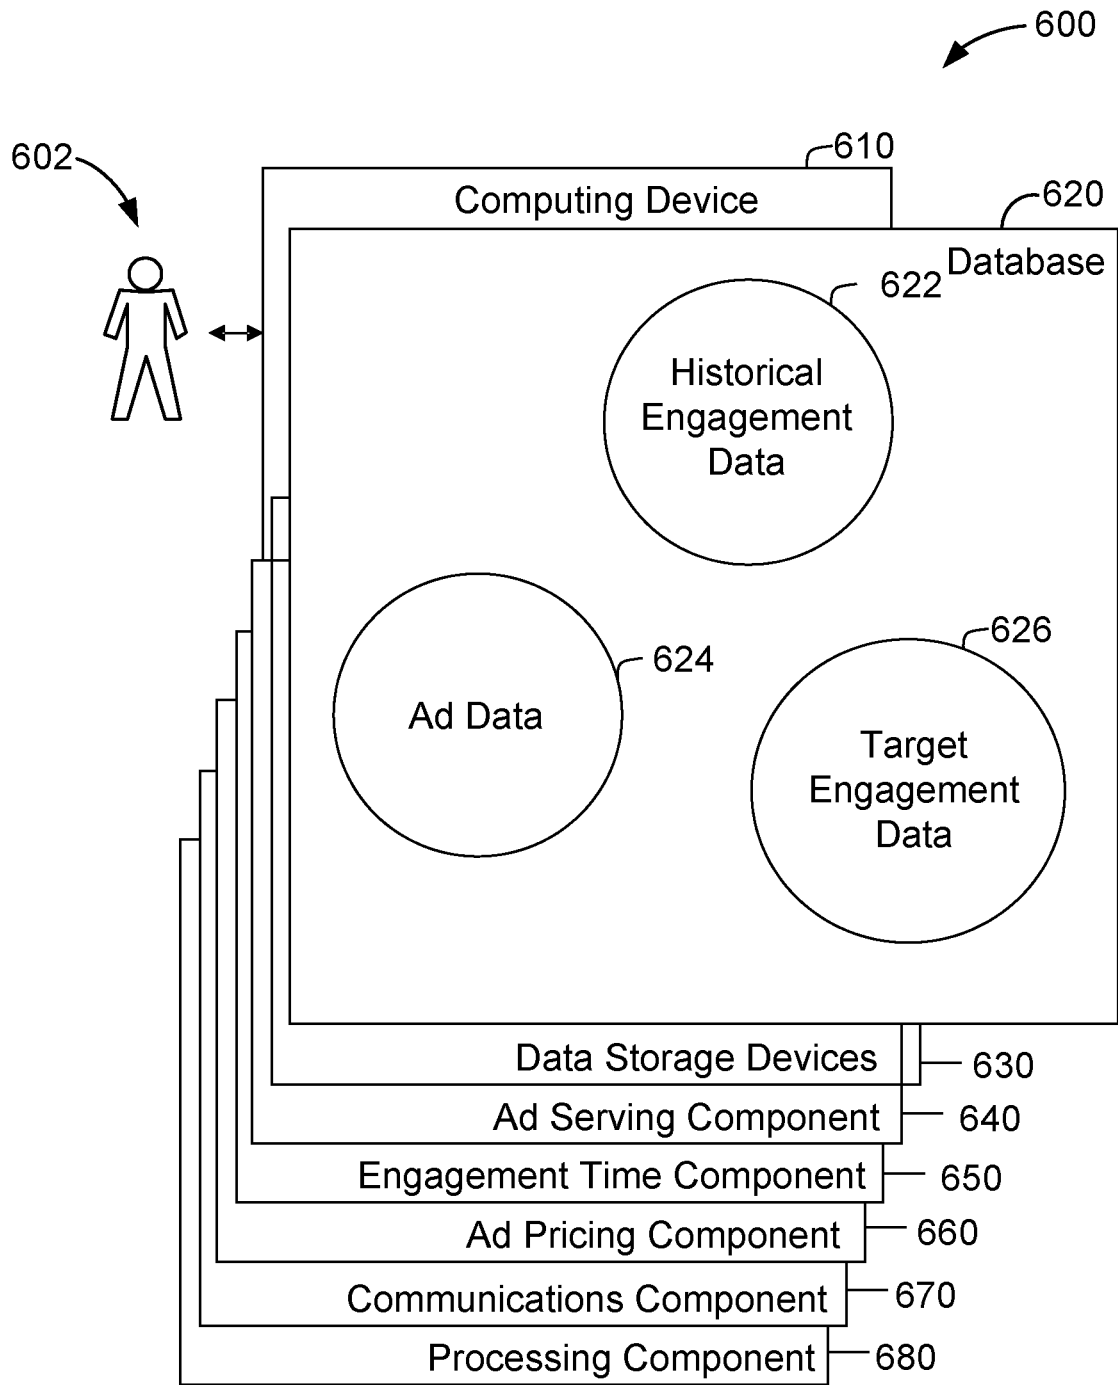 600
602
610
Computing Device
620
Database
622
Historical
Engagement
Data
624
Ad Data
626
Target
Engagement
Data
Data Storage Devices
630
Ad Serving Component
640
Engagement Time Component
650
Ad Pricing Component
660
Communications Component
670
Processing Component
680